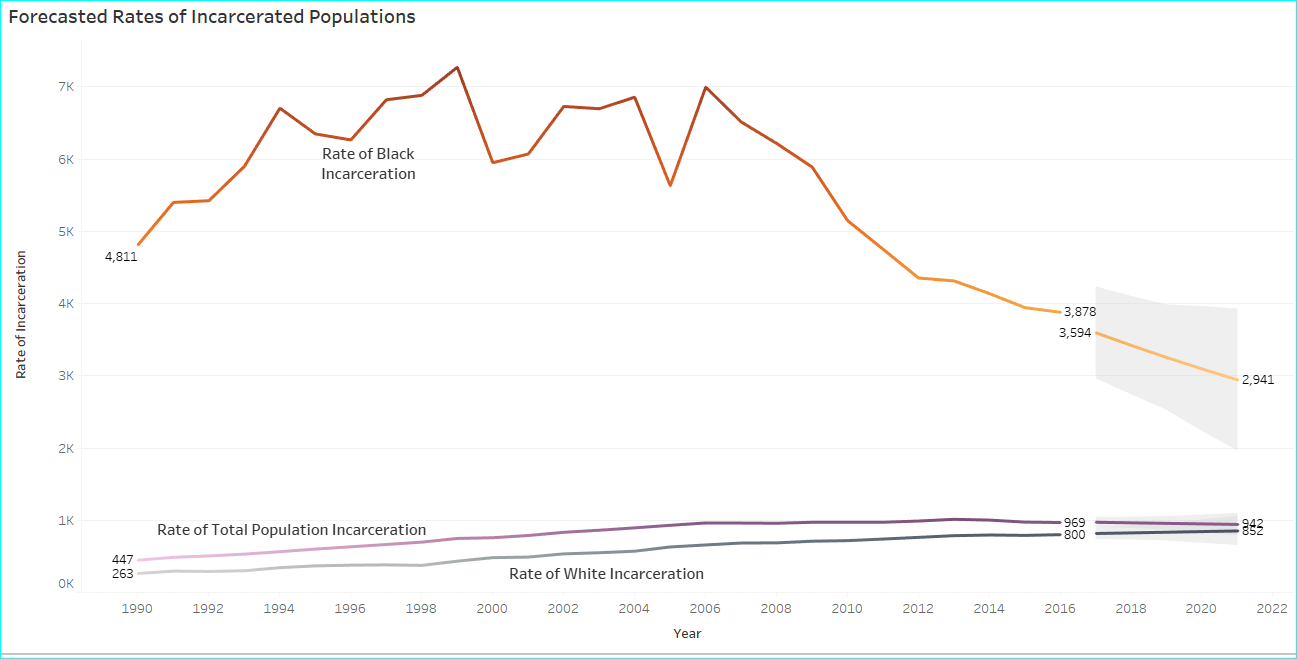 Forecasted Rates of Incarcerated Populations
7K
6K
5K
4K
3K
2K
1K
0K
Rate of Incarceration
Rate of Black
Incarceration
4,811
3,878
3,594
2,941
Rate of Total Population Incarceration
447
263
969
800
942
852
Rate of White Incarceration
1990 1992 1994 1996 1998 2000 2002 2004 2006 2008 2010 2012 2014 2016 2018 2020 2022
Year